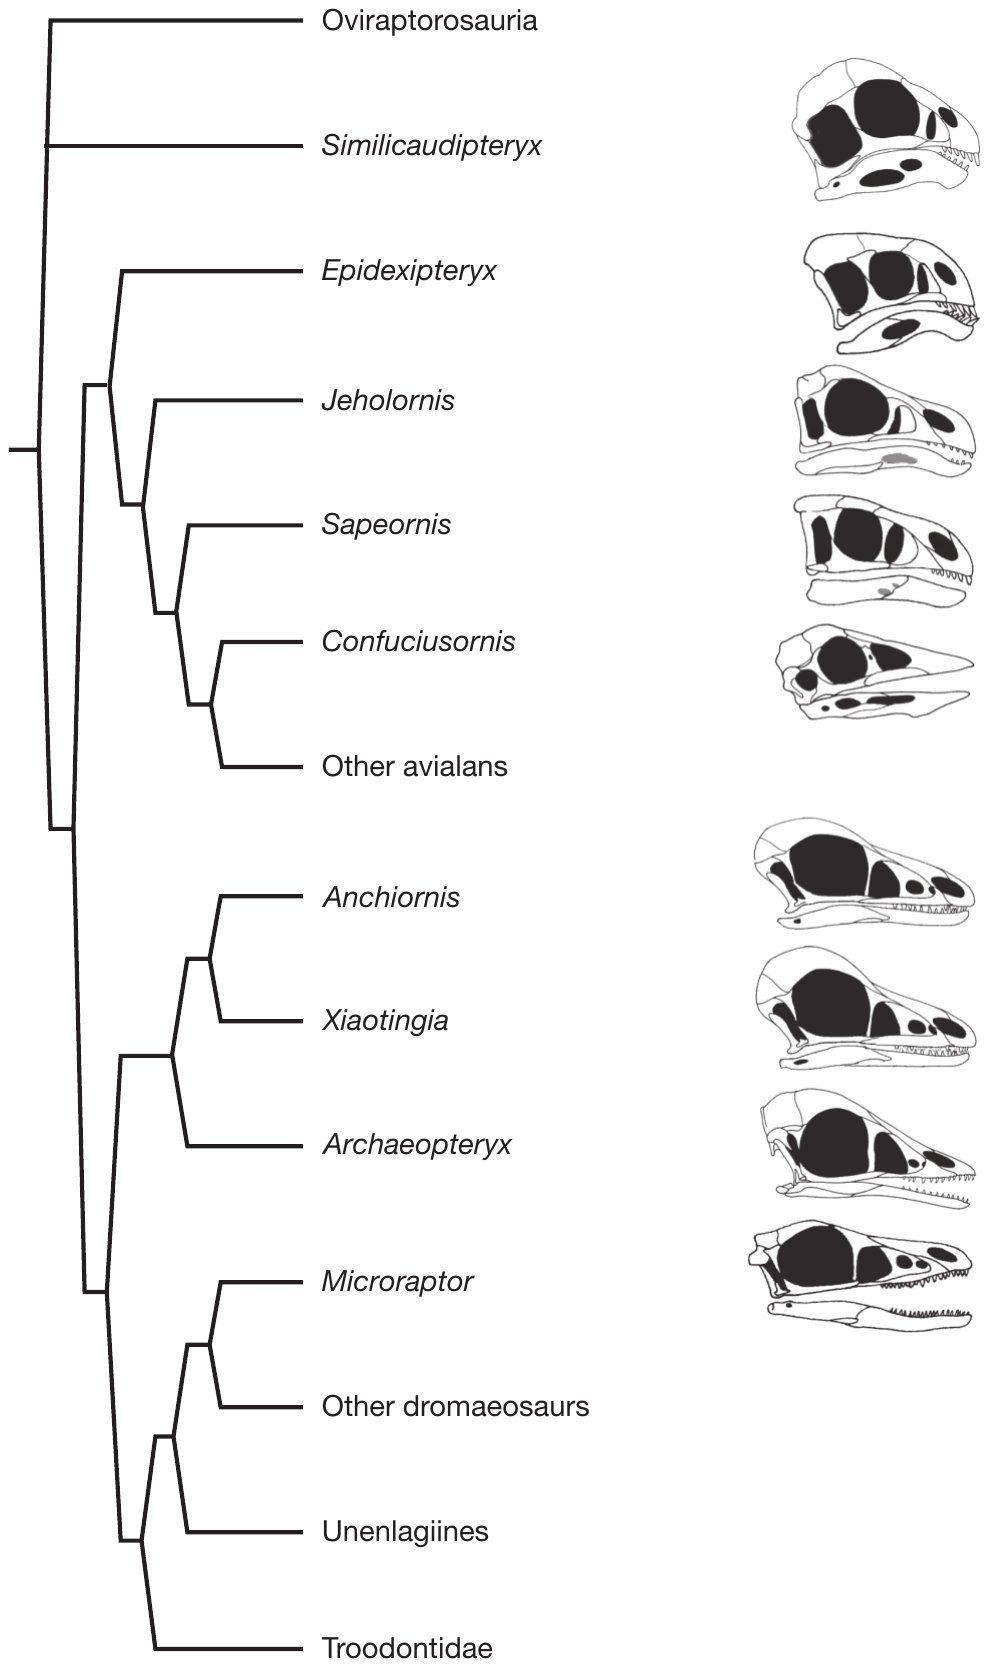 Oviraptorosauria
Similicaudipteryx
Epidexipteryx
Jeholornis
Sapeornis
Confuciusornis
Other avialans
Anchiornis
Xiaotingia
Archaeopteryx
Microraptor
Other dromaeosaurs
Unenlagiines
Troodontidae